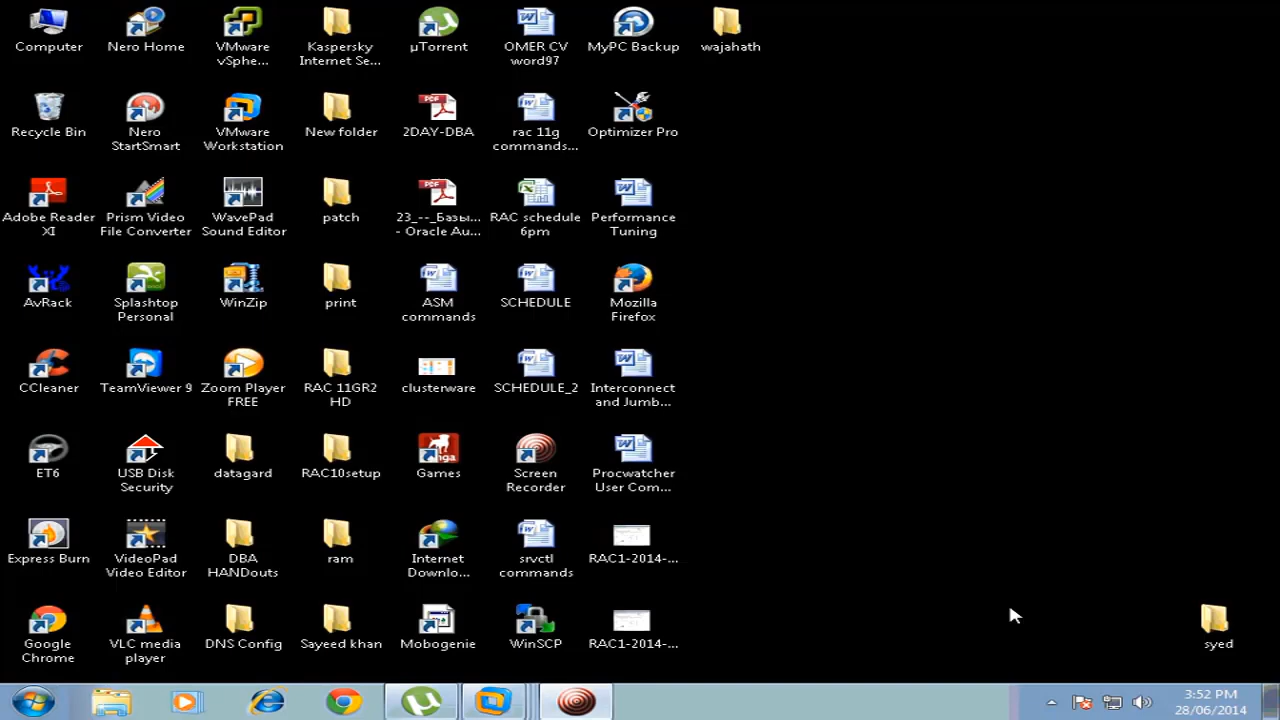 Computer
Nero Home
VMware
vSphe...
Kaspersky
Internet Se...
µTorrent
OMER CV
word97
MyPC Backup
wajahath
Recycle Bin
Nero
StartSmart
VMware
Workstation
New folder
2DAY-DBA
rac 11g
commands...
Optimizer Pro
Adobe Reader
XI
Prism Video
File Converter
WavePad
Sound Editor
patch
23_--_Базы...
- Oracle Au...
RAC schedule
6pm
Performance
Tuning
AvRack
Splashtop
Personal
WinZip
print
ASM
commands
SCHEDULE
Mozilla
Firefox
CCleaner
TeamViewer 9
Zoom Player
FREE
RAC 11GR2
HD
clusterware
SCHEDULE_2
Interconnect
and Jumb...
ET6
USB Disk
Security
datagard
RAC10setup
Games
Screen
Recorder
Procwatcher
User Com...
Express Burn
VideoPad
Video Editor
DBA
HANDouts
ram
Internet
Downlo...
srvctl
commands
RAC1-2014-...
Google
Chrome
VLC media
player
DNS Config
Sayeed khan
Mobogenie
WinSCP
RAC1-2014-...
syed
3:52 PM
28/06/2014